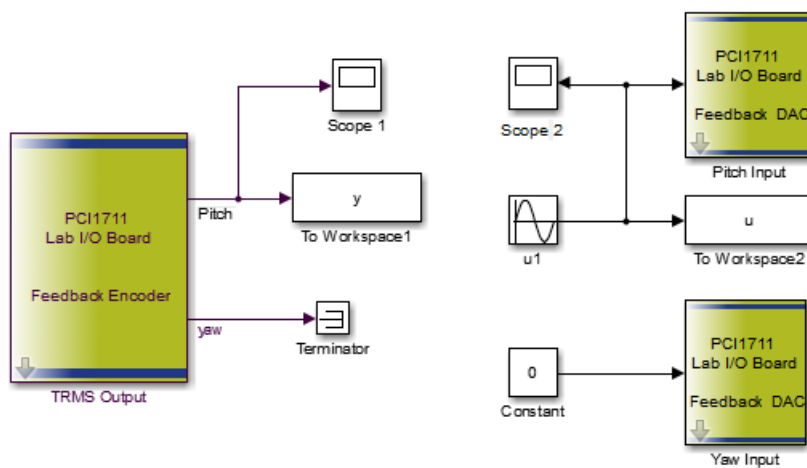 PCI1711
Lab I/O Board
Feedback Encoder
TRMS Output
Pitch
yaw
Scope 1
y
To Workspace1
Terminator
Scope 2
u1
0
Constant
PCI1711
Lab I/O Board
Feedback DAC
Pitch Input
u
To Workspace2
PCI1711
Lab I/O Board
Feedback DAC
Yaw Input